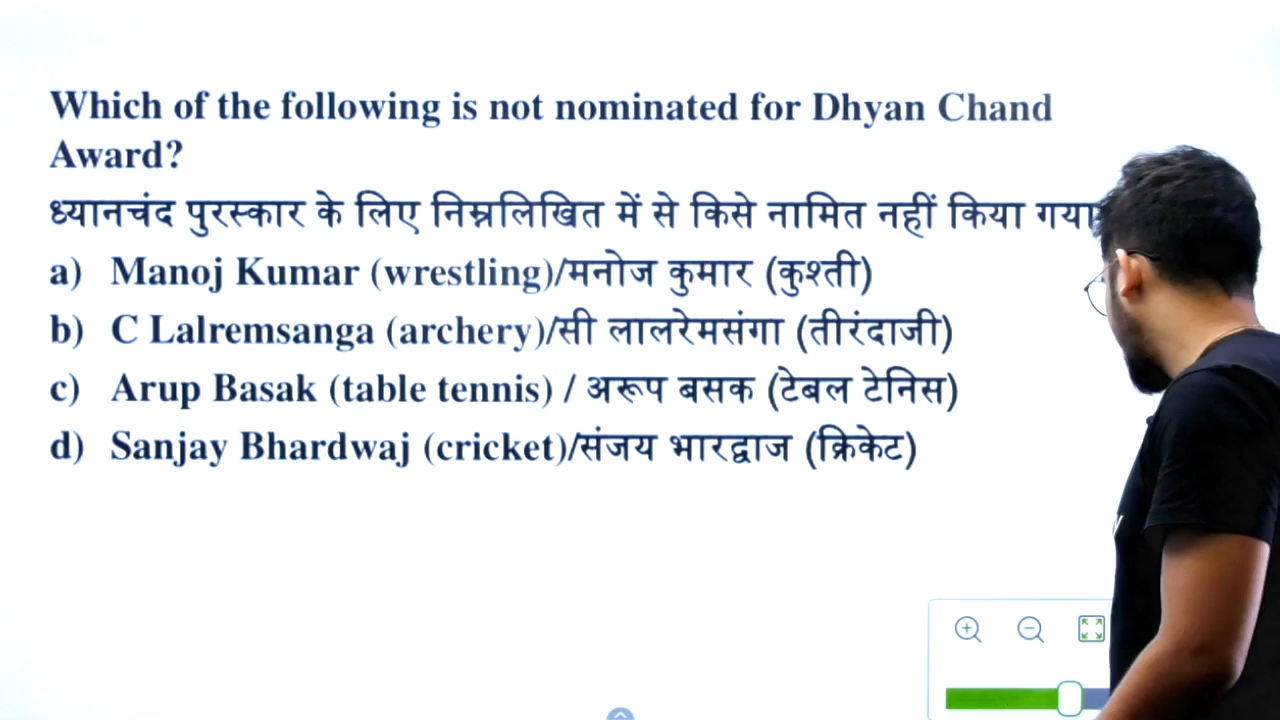 Which of the following is not nominated for Dhyan Chand
Award?
ध्यानचंद पुरस्कार के लिए निम्नलिखित में से किसे नामित नहीं किया गया
a) Manoj Kumar (wrestling)/मनोज कुमार (कुश्ती)
b) C Lalremsanga (archery)/सी लालरेमसंगा (तीरंदाजी)
c) Arup Basak (table tennis) / अरूप बसक (टेबल टेनिस)
d) Sanjay Bhardwaj (cricket)/संजय भारद्वाज (क्रिकेट)